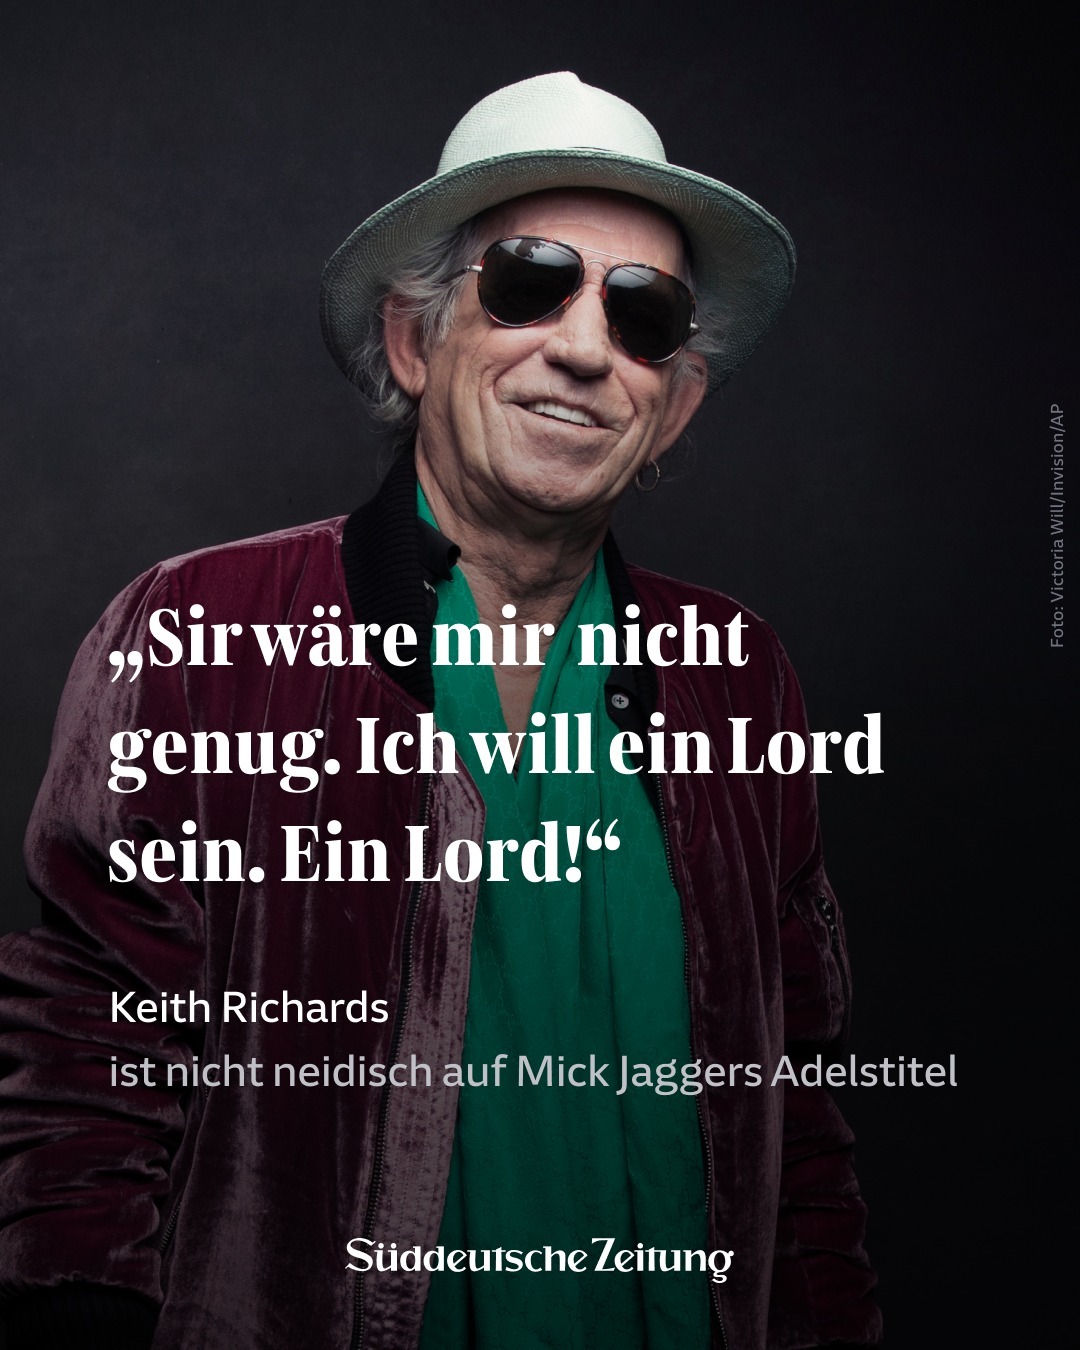 „Sir wäre mir nicht
genug. Ich will ein Lord
sein. Ein Lord!“
Keith Richards
ist nicht neidisch auf Mick Jaggers Adelstitel
Süddeutsche Zeitung
Foto: Victoria Will/Invision/AP